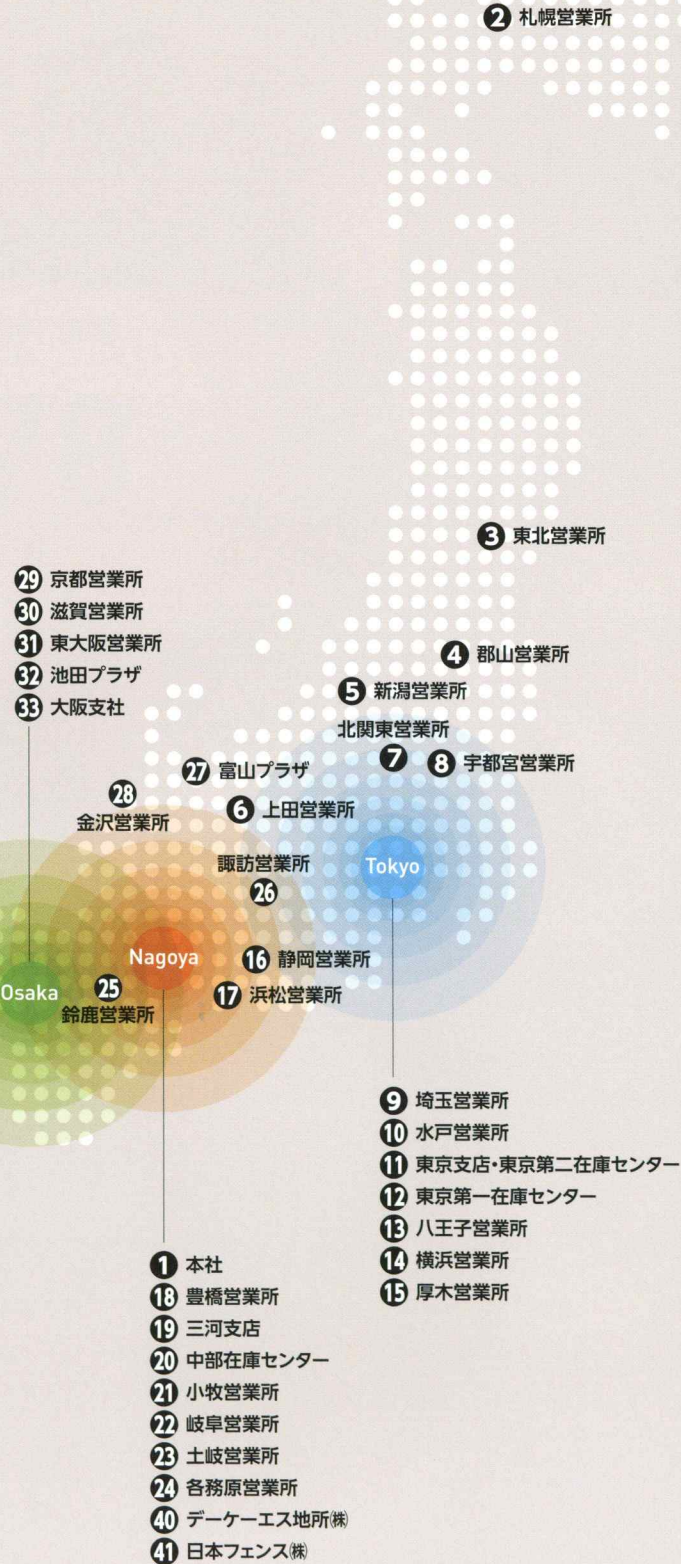 2 札幌営業所
3 東北営業所
29 京都営業所
30 滋賀営業所
31 東大阪営業所
32 池田プラザ
33 大阪支社
4 郡山営業所
5 新潟営業所
北関東営業所
7
8 宇都宮営業所
27 富山プラザ
28
金沢営業所
6 上田営業所
諏訪営業所
26
Tokyo
Nagoya
16 静岡営業所
Osaka
25
鈴鹿営業所
17 浜松営業所
9 埼玉営業所
10 水戸営業所
11 東京支店・東京第二在庫センター
12 東京第一在庫センター
13 八王子営業所
14 横浜営業所
15 厚木営業所
1 本社
18 豊橋営業所
19 三河支店
20 中部在庫センター
21 小牧営業所
22 岐阜営業所
23 土岐営業所
24 各務原営業所
40 デーケーエス地所㈱
41 日本フェンス㈱